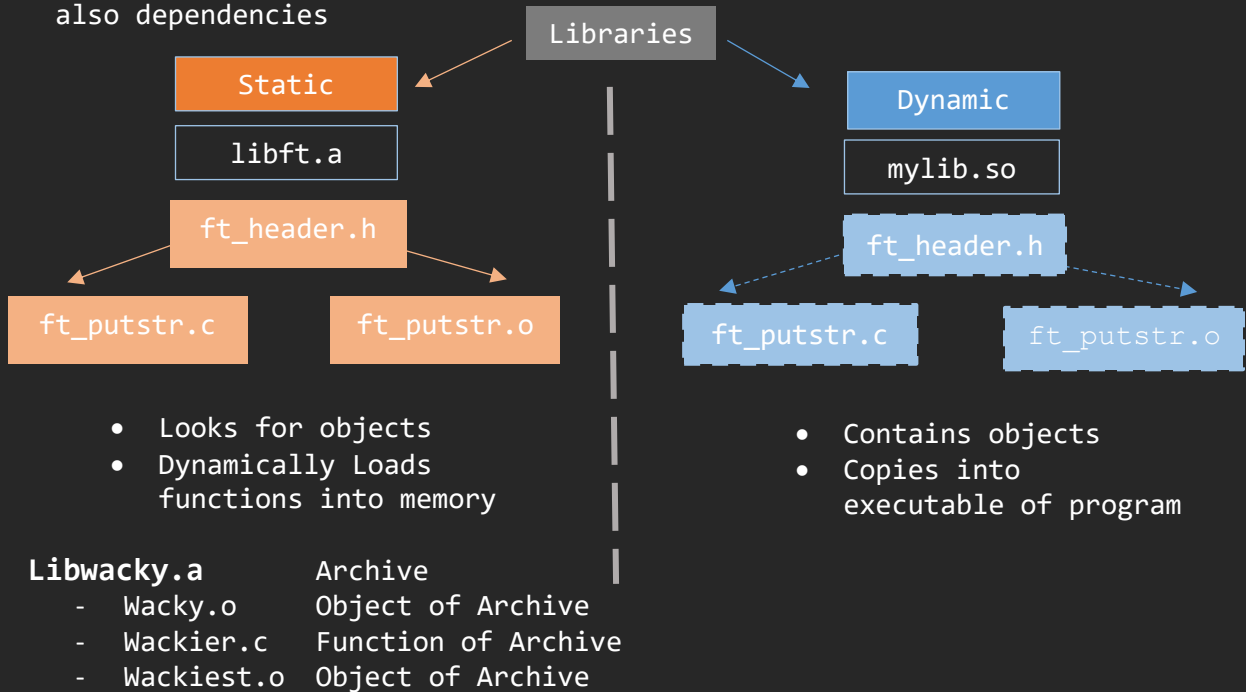 also dependencies
Libraries
Static
libft.a
ft_header.h
ft_putstr.c
ft_putstr.o
• Looks for objects
• Dynamically Loads
functions into memory
Dynamic
mylib.so
ft_header.h
ft_putstr.c
ft_putstr.o
• Contains objects
• Copies into
executable of program
Libwacky.a Archive
- Wacky.o Object of Archive
- Wackier.c Function of Archive
- Wackiest.o Object of Archive